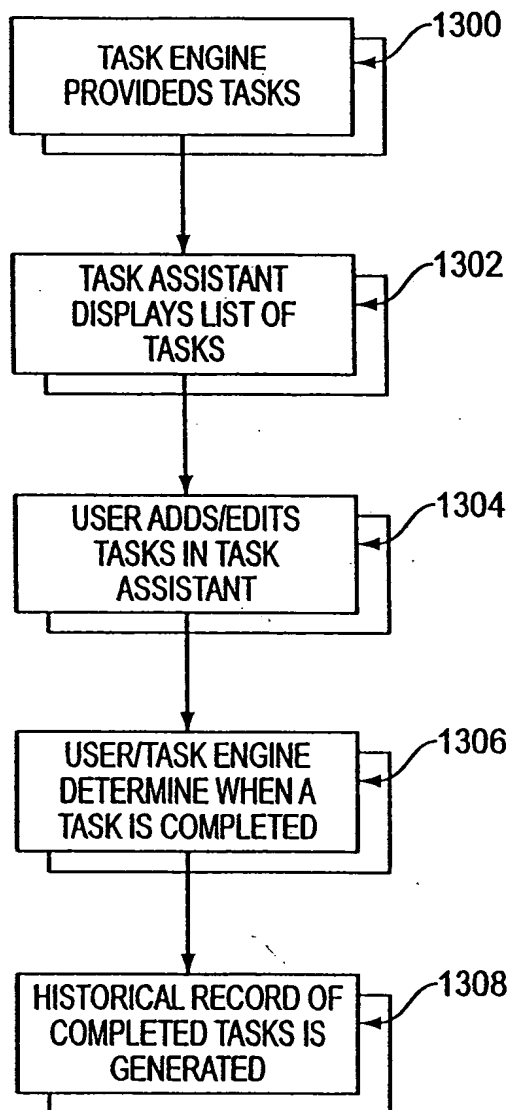 1300
TASK ENGINE
PROVIDEDS TASKS
1302
TASK ASSISTANT
DISPLAYS LIST OF
TASKS
1304
USER ADDS/EDITS
TASKS IN TASK
ASSISTANT
1306
USER/TASK ENGINE
DETERMINE WHEN A
TASK IS COMPLETED
1308
HISTORICAL RECORD OF
COMPLETED TASKS IS
GENERATED